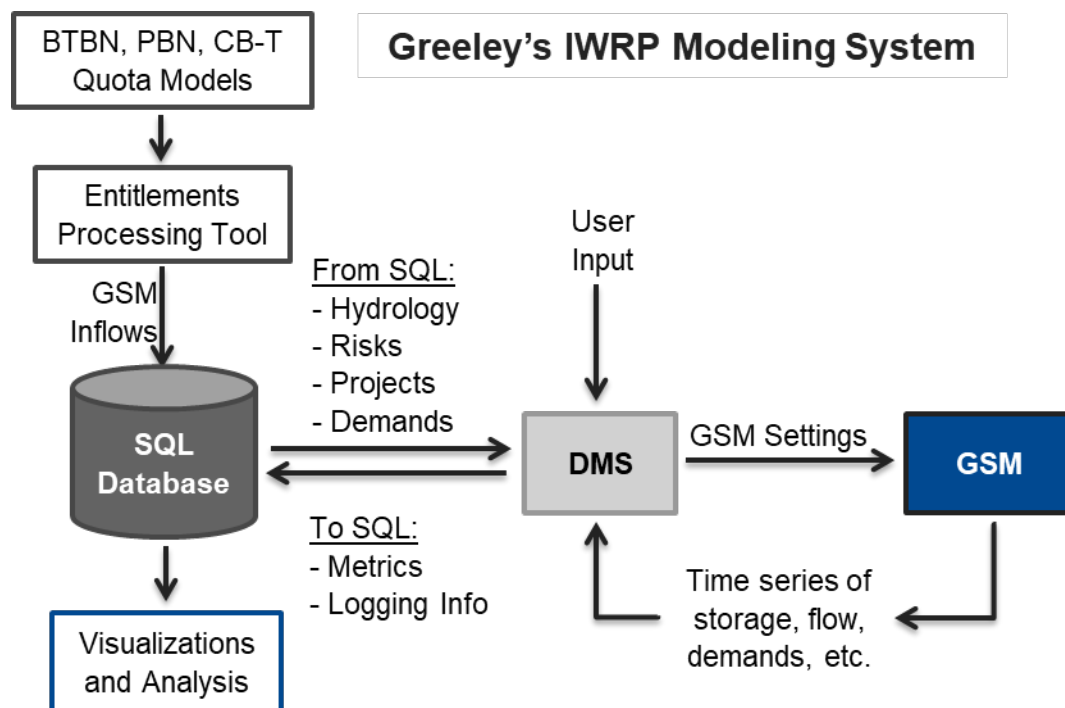 Greeley's IWRP Modeling System
BTBN, PBN, CB-T
Quota Models
Entitlements
Processing Tool
GSM
Inflows
SQL
Database
Visualizations
and Analysis
From SQL:
- Hydrology
- Risks
- Projects
- Demands
To SQL:
- Metrics
- Logging Info
User
Input
DMS
GSM Settings
GSM
Time series of
storage, flow,
demands, etc.